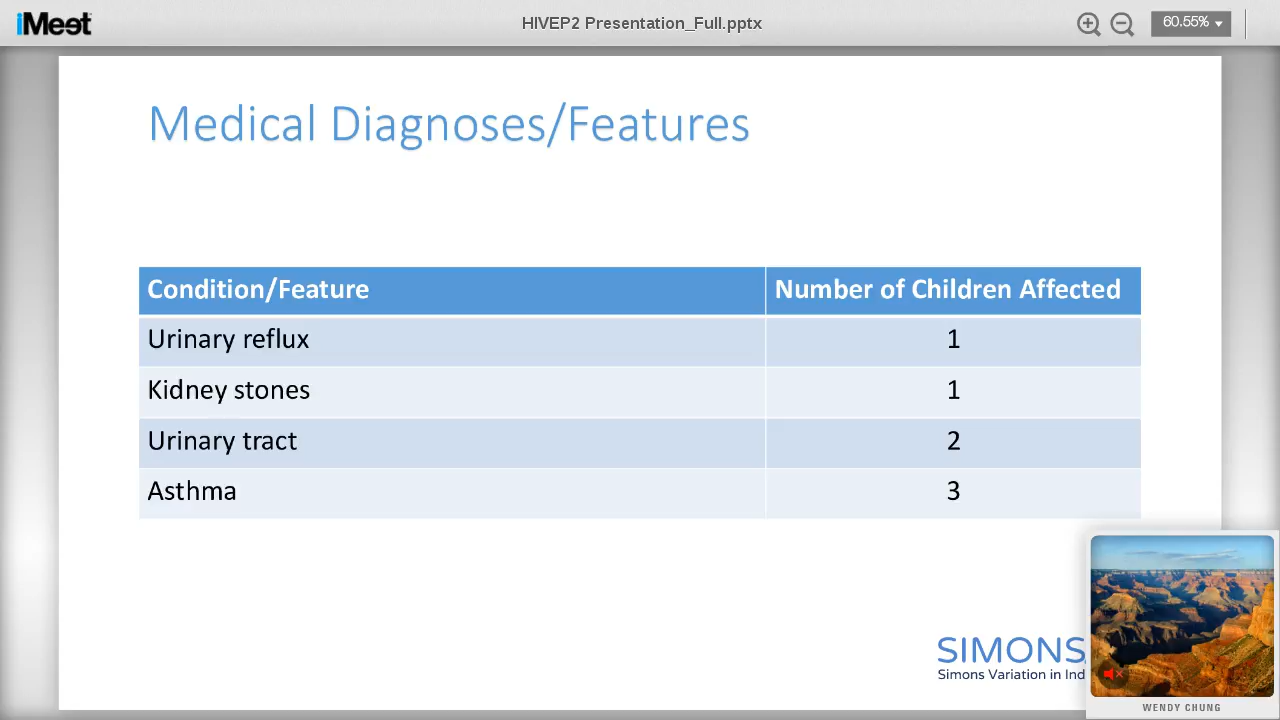 iMeet
HIVEP2 Presentation_Full.pptx
60.55%
Medical Diagnoses/Features
Condition/Feature Number of Children Affected
Urinary reflux 1
Kidney stones 1
Urinary tract 2
Asthma 3
SIMONS
Simons Variation in Ind
WENDY CHUNG